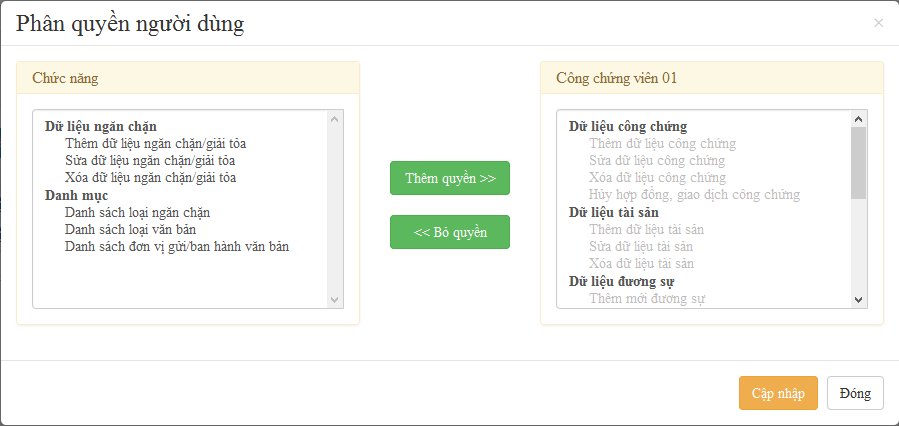 Phân quyền người dùng
×
Chức năng
Dữ liệu ngăn chặn
Thêm dữ liệu ngăn chặn/giải tỏa
Sửa dữ liệu ngăn chặn/giải tỏa
Xóa dữ liệu ngăn chặn/giải tỏa
Danh mục
Danh sách loại ngăn chặn
Danh sách loại văn bản
Danh sách đơn vị gửi/ban hành văn bản
Thêm quyền >>
<< Bỏ quyền
Công chứng viên 01
Dữ liệu công chứng
Thêm dữ liệu công chứng
Sửa dữ liệu công chứng
Xóa dữ liệu công chứng
Hủy hợp đồng, giao dịch công chứng
Dữ liệu tài sản
Thêm dữ liệu tài sản
Sửa dữ liệu tài sản
Xóa dữ liệu tài sản
Dữ liệu đương sự
Thêm mới đương sự
Cập nhập
Đóng